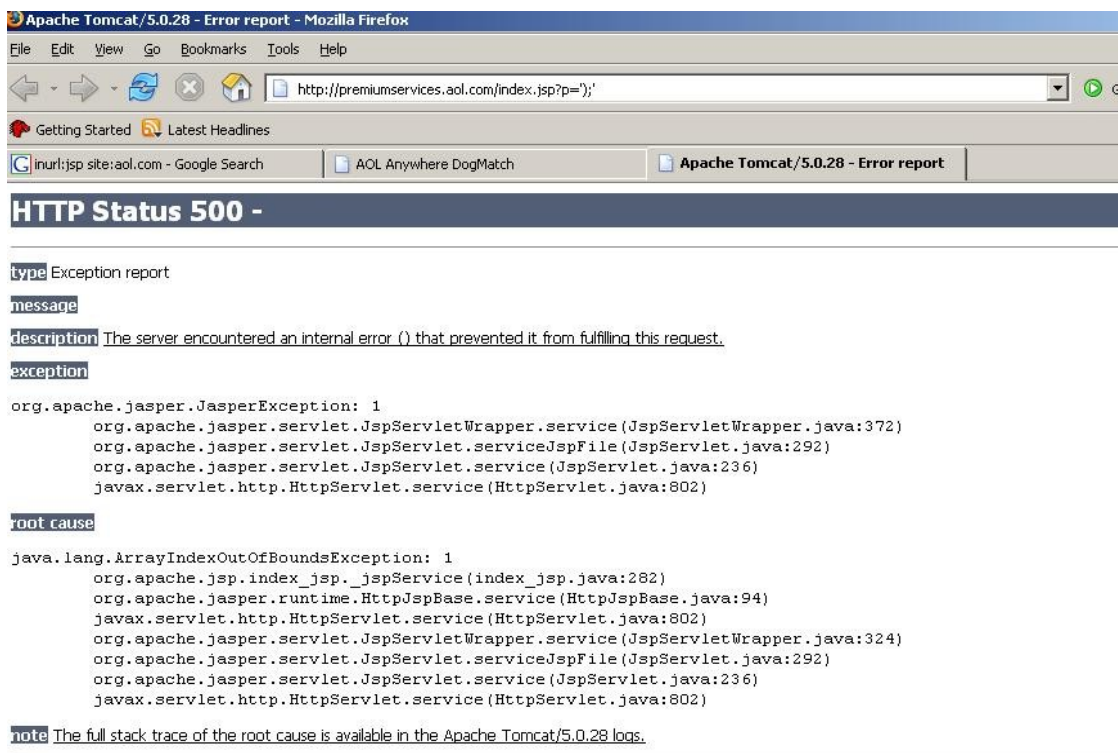 Apache Tomcat/5.0.28 - Error report - Mozilla Firefox
File Edit View Go Bookmarks Tools Help
http://premiumservices.aol.com/index.jsp?p=');'
Getting Started Latest Headlines
inurl:jsp site:aol.com - Google Search AOL Anywhere DogMatch Apache Tomcat/5.0.28 - Error report
HTTP Status 500 -
type Exception report
message
description The server encountered an internal error () that prevented it from fulfilling this request.
exception
org.apache.jasper.JasperException: 1
org.apache.jasper.servlet.JspServletWrapper.service(JspServletWrapper.java:372)
org.apache.jasper.servlet.JspServlet.serviceJspFile(JspServlet.java:292)
org.apache.jasper.servlet.JspServlet.service(JspServlet.java:236)
javax.servlet.http.HttpServlet.service(HttpServlet.java:802)
root cause
java.lang.ArrayIndexOutOfBoundsException: 1
org.apache.jsp.index_jsp._jspService(index_jsp.java:282)
org.apache.jasper.runtime.HttpJspBase.service(HttpJspBase.java:94)
javax.servlet.http.HttpServlet.service(HttpServlet.java:802)
org.apache.jasper.servlet.JspServletWrapper.service(JspServletWrapper.java:324)
org.apache.jasper.servlet.JspServlet.serviceJspFile(JspServlet.java:292)
org.apache.jasper.servlet.JspServlet.service(JspServlet.java:236)
javax.servlet.http.HttpServlet.service(HttpServlet.java:802)
note The full stack trace of the root cause is available in the Apache Tomcat/5.0.28 logs.